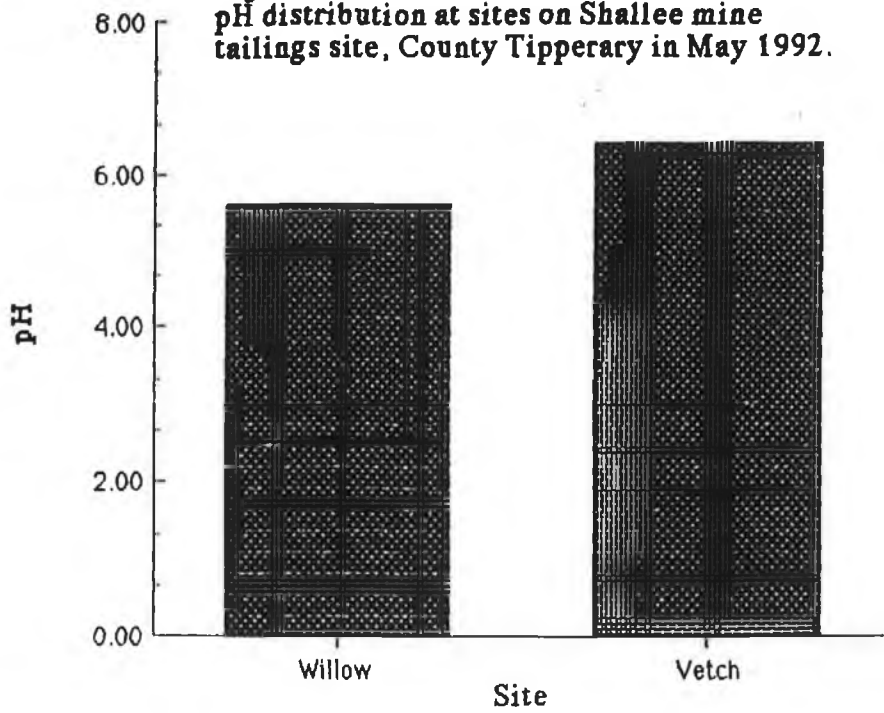 pH distribution at sites on Shallee mine
tailings site, County Tipperary in May 1992.
8.00
6.00
4.00
2.00
0.00
pH
Willow
Vetch
Site